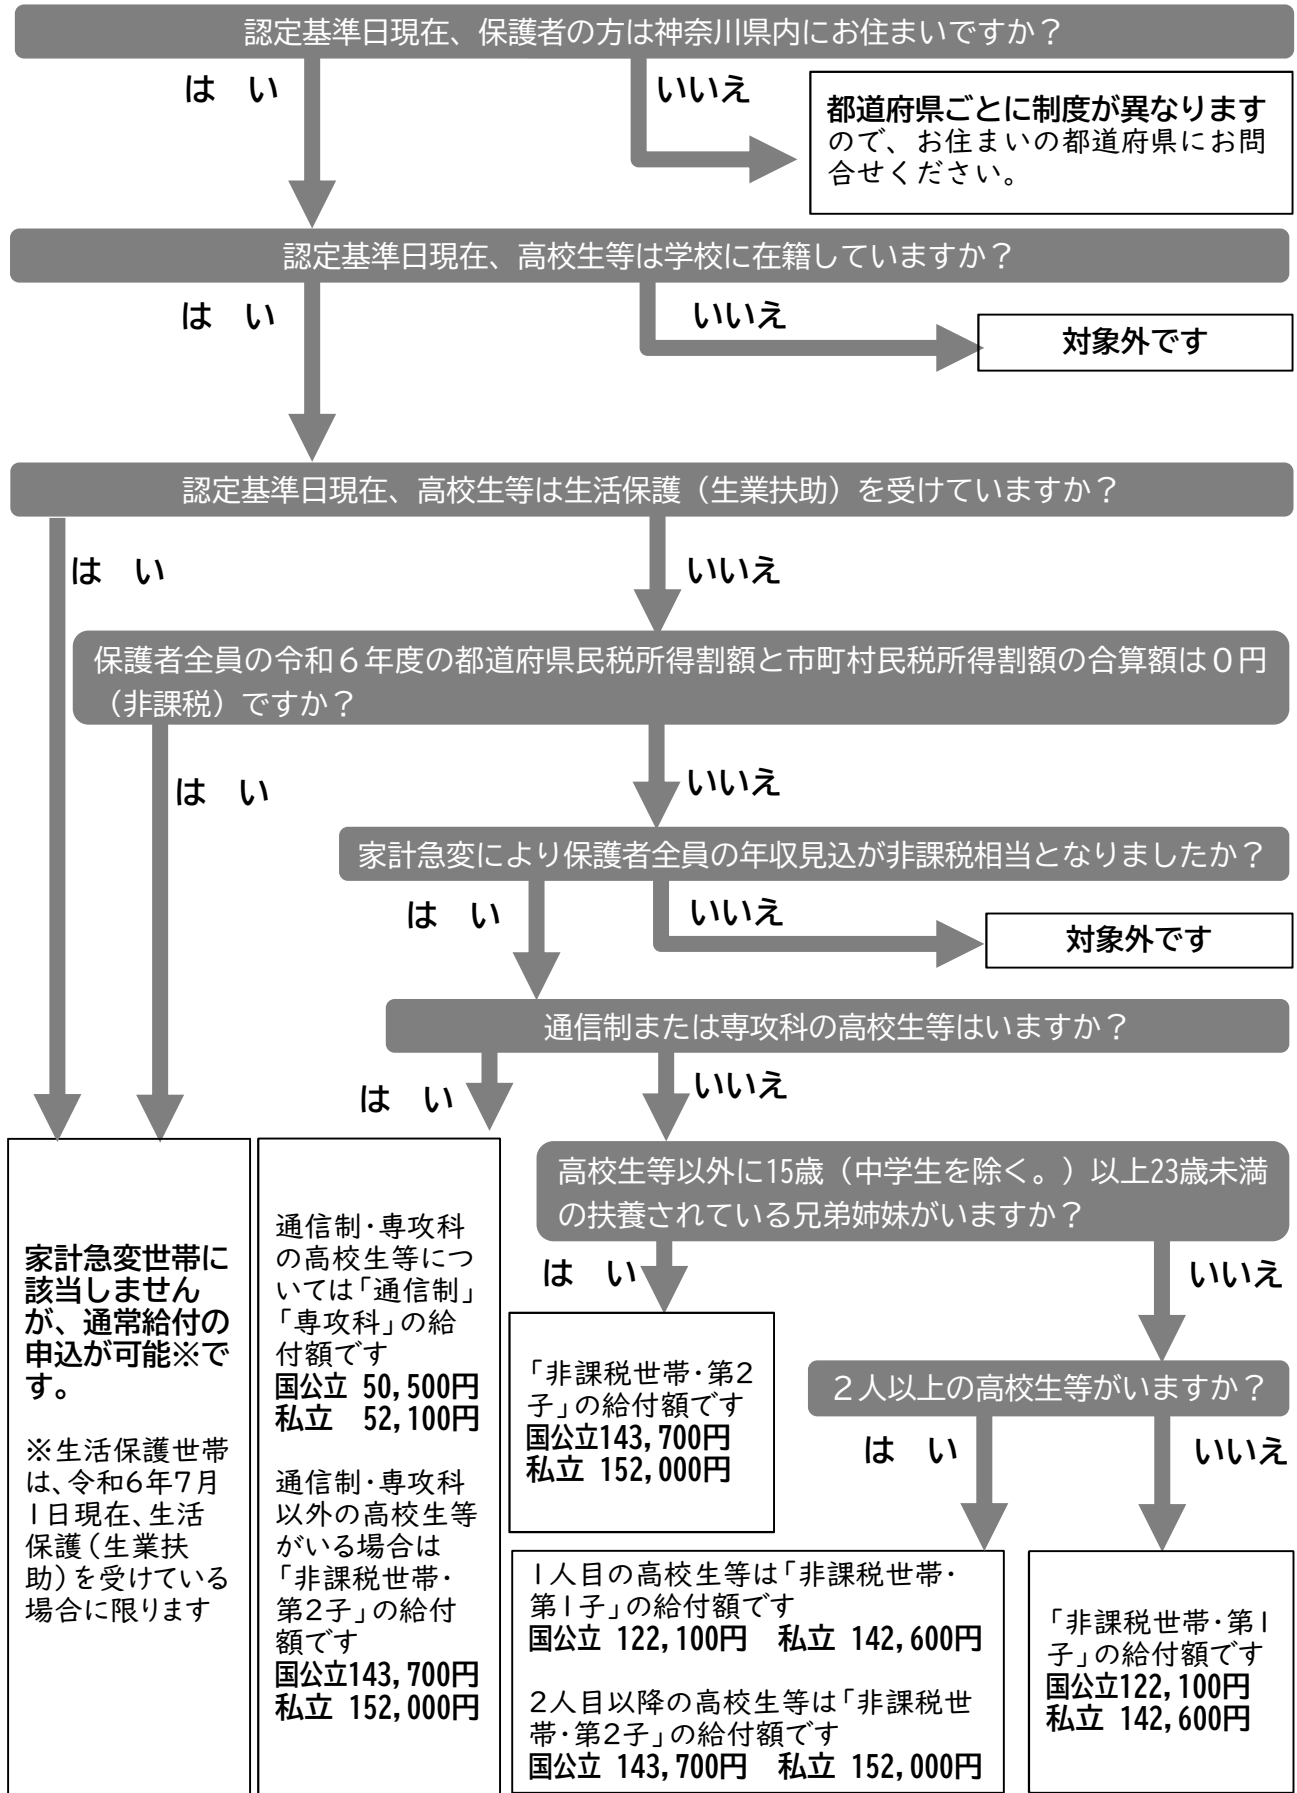 認定基準日現在、保護者の方は神奈川県内にお住まいですか？
は　い
いいえ
都道府県ごとに制度が異なります
ので、お住まいの都道府県にお問
合せください。
認定基準日現在、高校生等は学校に在籍していますか？
は　い
いいえ
対象外です
認定基準日現在、高校生等は生活保護（生業扶助）を受けていますか？
は　い
いいえ
保護者全員の令和６年度の都道府県民税所得割額と市町村民税所得割額の合算額は０円
（非課税）ですか？
は　い
いいえ
家計急変により保護者全員の年収見込が非課税相当となりましたか？
は　い
いいえ
対象外です
通信制または専攻科の高校生等はいますか？
は　い
いいえ
家計急変世帯に
該当しません
が、通常給付の
申込が可能※で
す。
※生活保護世帯
は、令和6年7月
1日現在、生活
保護（生業扶
助）を受けている
場合に限ります
通信制・専攻科
の高校生等につ
いては「通信制」
「専攻科」の給
付額です
国公立 50,500円
私立　52,100円
通信制・専攻科
以外の高校生等
がいる場合は
「非課税世帯・
第2子」の給付
額です
国公立143,700円
私立 152,000円
高校生等以外に15歳（中学生を除く。）以上23歳未満
の扶養されている兄弟姉妹がいますか？
は　い
いいえ
「非課税世帯・第2
子」の給付額です
国公立143,700円
私立 152,000円
２人以上の高校生等がいますか？
は　い
いいえ
1人目の高校生等は「非課税世帯・
第1子」の給付額です
国公立 122,100円　私立 142,600円
2人目以降の高校生等は「非課税世
帯・第2子」の給付額です
国公立 143,700円　私立 152,000円
「非課税世帯・第1
子」の給付額です
国公立122,100円
私立 142,600円